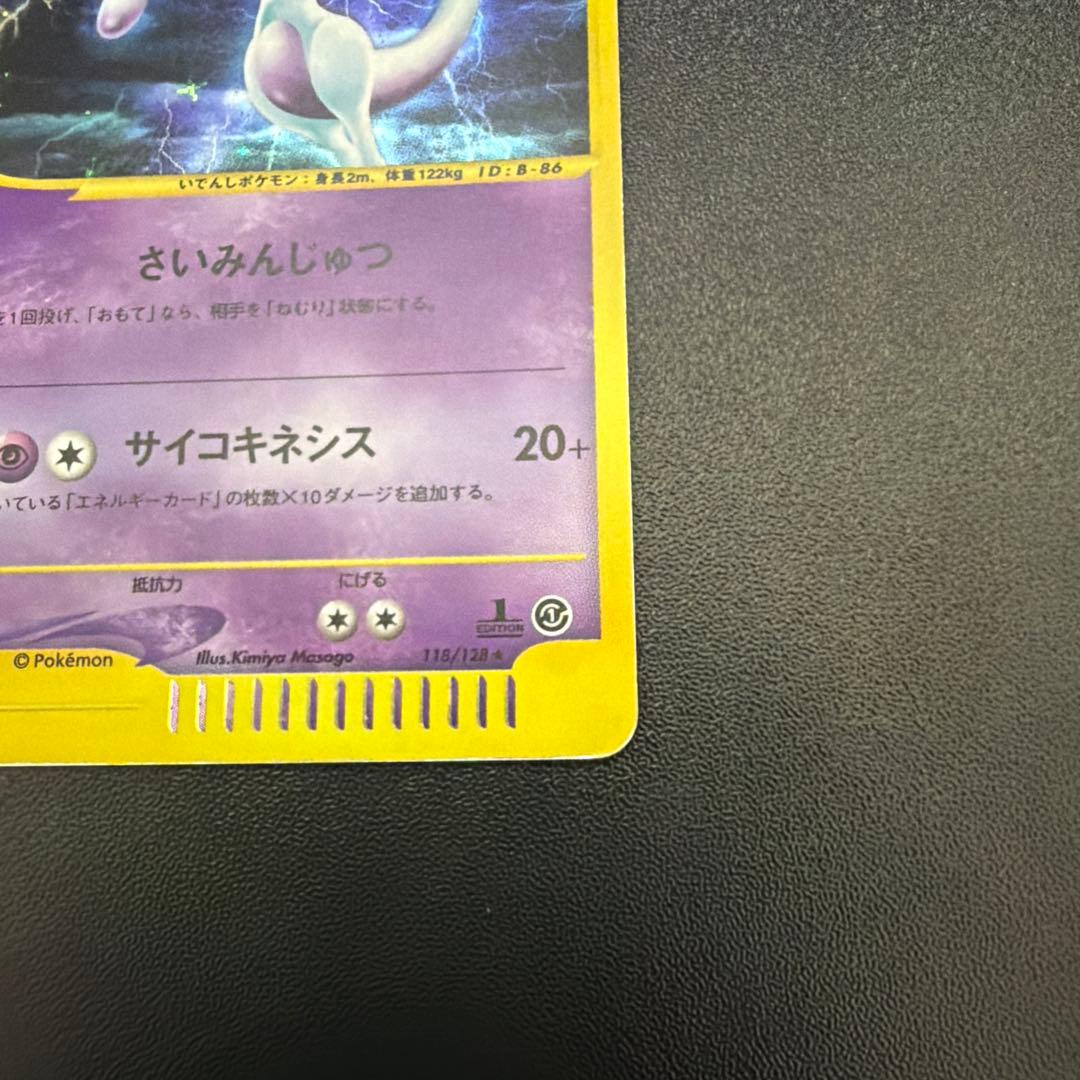 いでんしポケモン：身長2m、体重122kg ID：B-86
さいみんじゅつ
を1回投げ、「おもて」なら、相手を「ねむり」状態にする。
サイコキネシス 20+
いている「エネルギーカード」の枚数×10ダメージを追加する。
抵抗力 にげる
1 EDITION
©Pokémon Illus.Kimiya Masago 118/128★